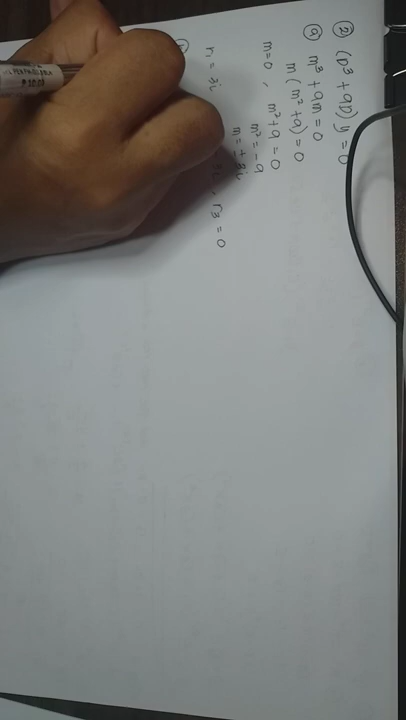 ② (D³ + 9D) y = 0
ⓐ m³ + 9m = 0
m (m² + 9) = 0
m = 0 , m² + 9 = 0
m² = -9
m = ± 3i
r₁ = 3i , r₃ = 0